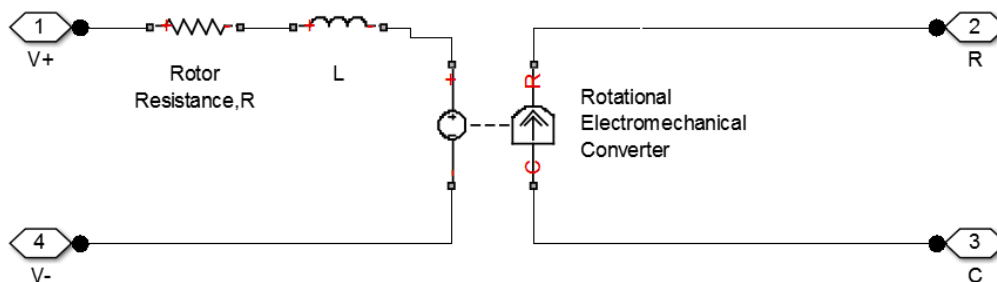 1
V+
+
-
Rotor
Resistance,R
+
-
L
+
+
-
-
R
C
Rotational
Electromechanical
Converter
2
R
4
V-
3
C